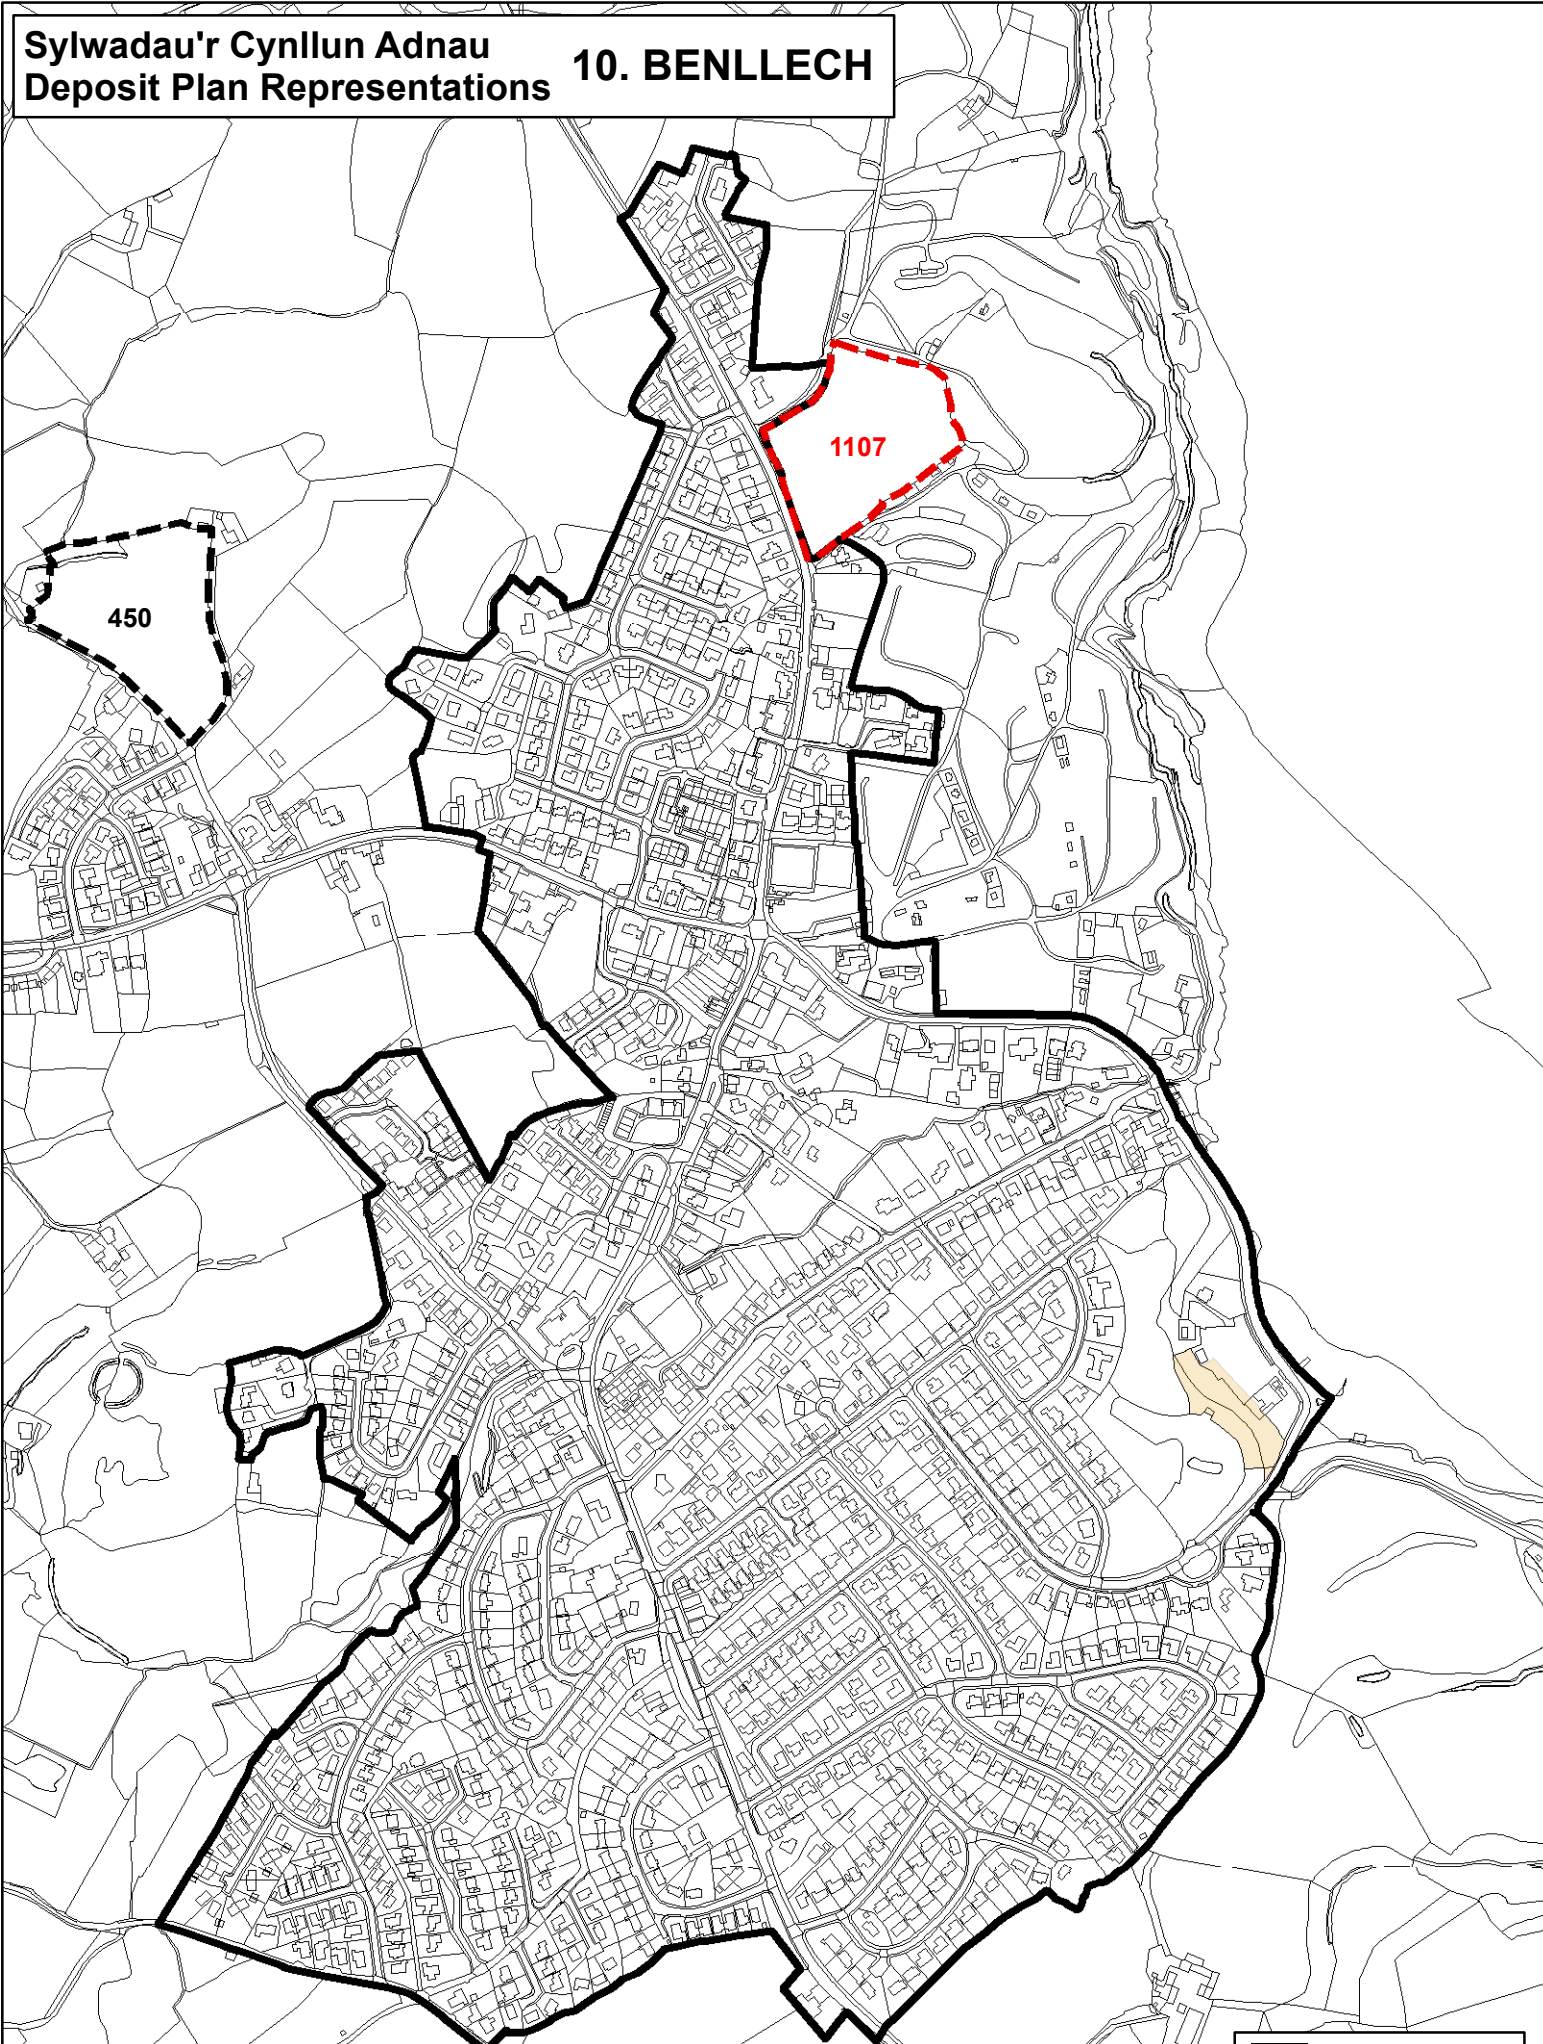 Sylwadau'r Cynllun Adnau
Deposit Plan Representations
10. BENLLECH
1107
450